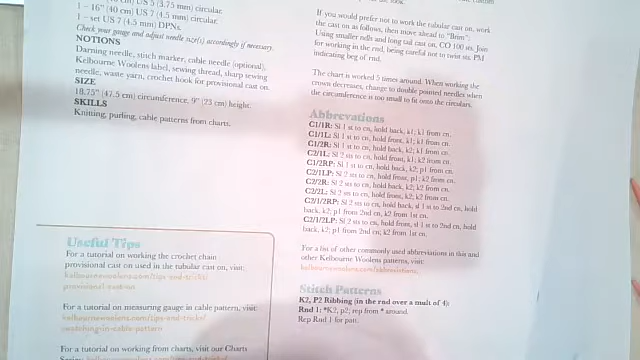 US 5 (3.75 mm) circular.
1 – 16" (40 cm) US 7 (4.5 mm) circular.
1 – set US 7 (4.5 mm) DPNs.
Check your gauge and adjust needle size(s) accordingly if necessary.
NOTIONS
Darning needle, stitch marker, cable needle (optional),
Kelbourne Woolens label, sewing thread, sharp sewing
needle, waste yarn, crochet hook for provisional cast on.
SIZE
18.75" (47.5 cm) circumference, 9" (23 cm) height.
SKILLS
Knitting, purling, cable patterns from charts.
Useful Tips
For a tutorial on working the crochet chain
provisional cast on used in the tubular cast on, visit:
kelbournewoolens.com/tips-and-tricks/
provisional-cast-on
For a tutorial on measuring gauge in cable pattern, visit:
kelbournewoolens.com/tips-and-tricks/
swatching-in-cable-pattern
For a tutorial on working from charts, visit our Charts
If you would prefer not to work the tubular cast on, work
the cast on as follows, then move ahead to "Brim":
Using smaller ndls and long tail cast on, CO 100 sts. Join
for working in the rnd, being careful not to twist sts. PM
indicating beg of rnd.
The chart is worked 5 times around. When working the
crown decreases, change to double pointed needles when
the circumference is too small to fit onto the circulars.
Abbreviations
C1/1R: Sl 1 st to cn, hold back, k1; k1 from cn.
C1/1L: Sl 1 st to cn, hold front, k1; k1 from cn.
C1/2R: Sl 1 st to cn, hold back, k2; k1 from cn.
C2/1L: Sl 2 sts to cn, hold front, k1; k2 from cn.
C1/2RP: Sl 1 st to cn, hold back, k2; p1 from cn.
C2/1LP: Sl 2 sts to cn, hold front, p1; k2 from cn.
C2/2R: Sl 2 sts to cn, hold back, k2; k2 from cn.
C2/2L: Sl 2 sts to cn, hold front, k2; k2 from cn.
C2/1/2RP: Sl 2 sts to cn, hold back, sl 1 st to 2nd cn, hold
back, k2; p1 from 2nd cn, k2 from 1st cn.
C2/1/2LP: Sl 2 sts to cn, hold front, sl 1 st to 2nd cn, hold
back, k2; p1 from 2nd cn; k2 from 1st cn.
For a list of other commonly used abbreviations in this and
other Kelbourne Woolens patterns, visit:
kelbournewoolens.com/abbreviations.
Stitch Patterns
K2, P2 Ribbing (in the rnd over a mult of 4):
Rnd 1: *K2, p2; rep from * around.
Rep Rnd 1 for patt.